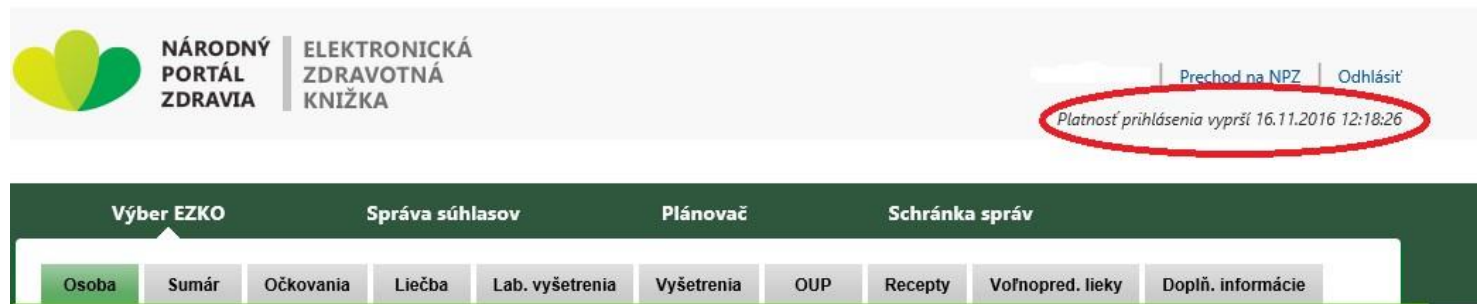 NÁRODNÝ
PORTÁL
ZDRAVIA
ELEKTRONICKÁ
ZDRAVOTNÁ
KNIŽKA
Prechod na NPZ Odhlásiť
Platnosť prihlásenia vyprší 16.11.2016 12:18:26
Výber EZKO Správa súhlasov Plánovač Schránka správ
Osoba Sumár Očkovania Liečba Lab. vyšetrenia Vyšetrenia OUP Recepty Voľnopred. lieky Doplň. informácie